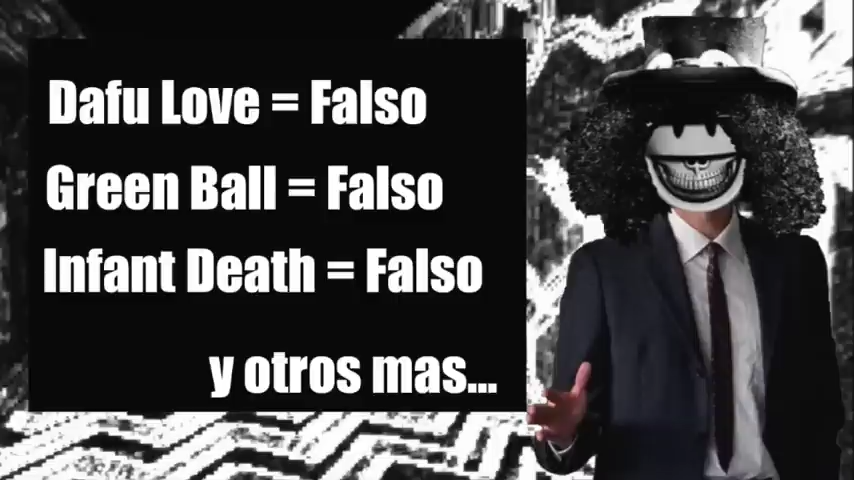 Dafu Love = Falso
Green Ball = Falso
Infant Death = Falso
y otros mas...